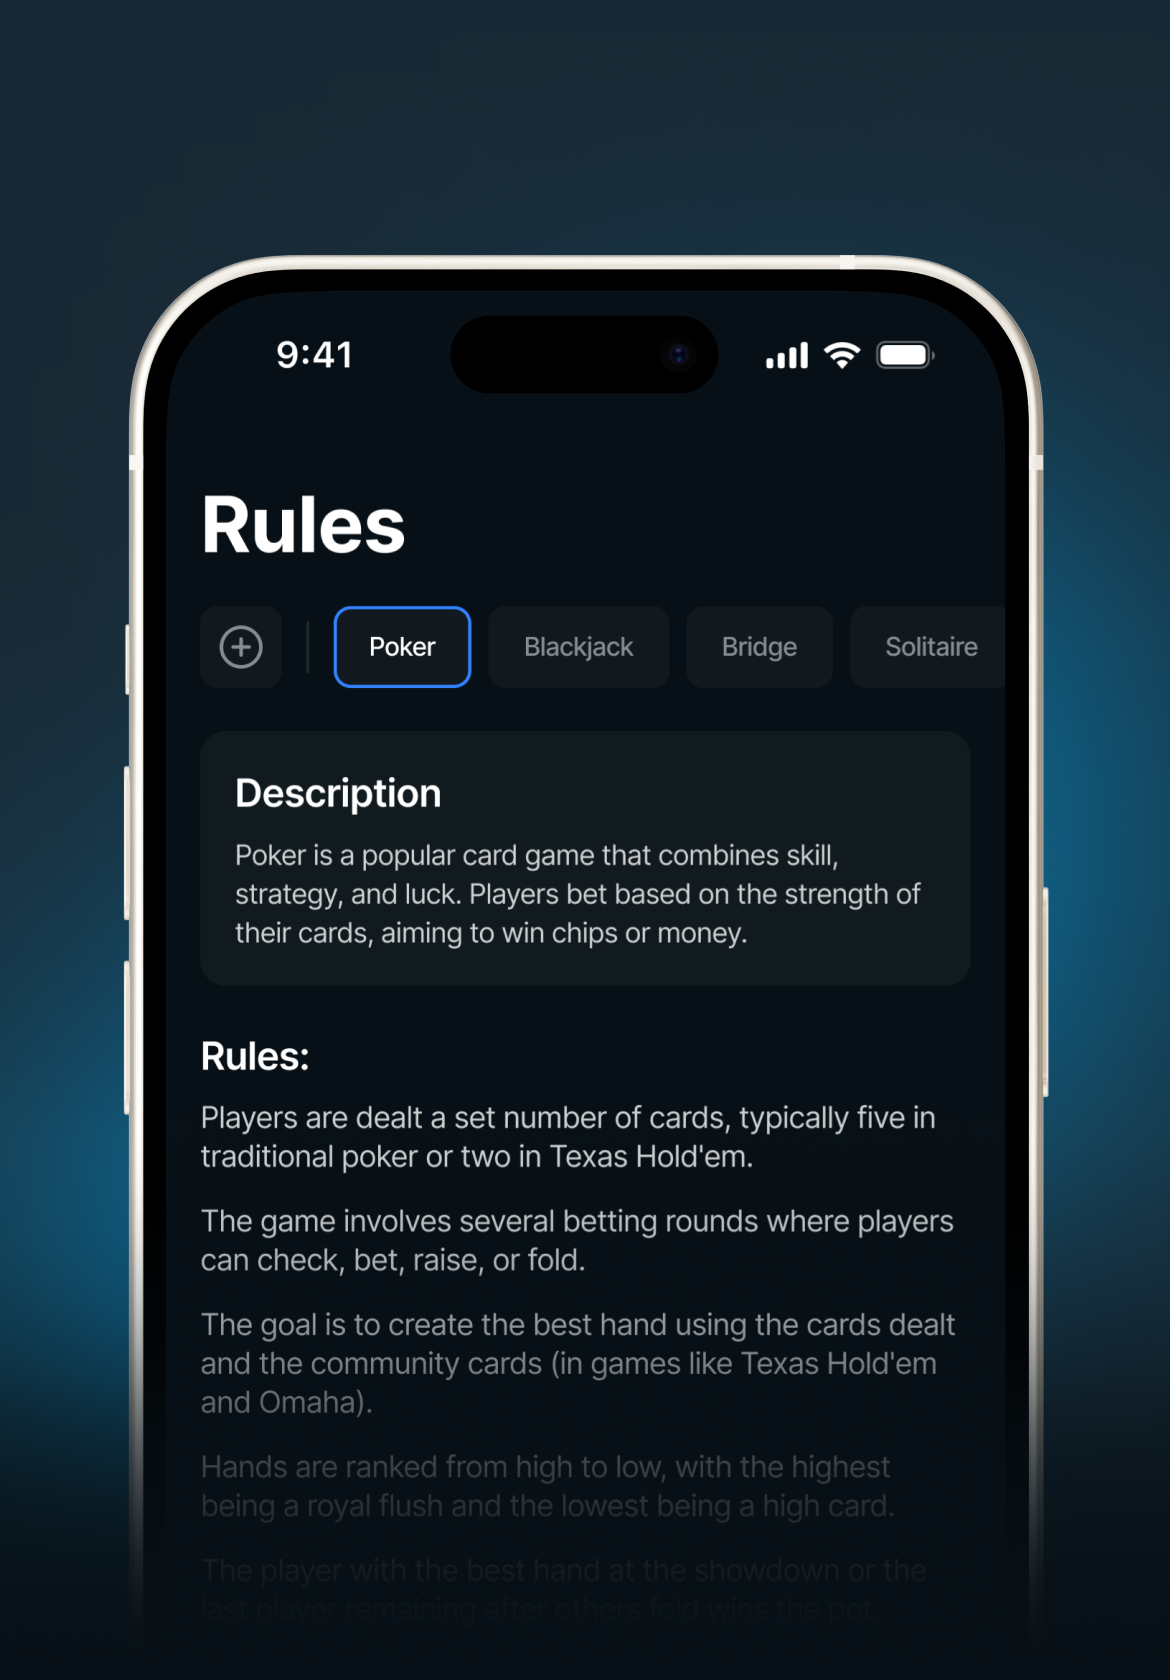 9:41
Rules
Poker Blackjack Bridge Solitaire
Description
Poker is a popular card game that combines skill,
strategy, and luck. Players bet based on the strength of
their cards, aiming to win chips or money.
Rules:
Players are dealt a set number of cards, typically five in
traditional poker or two in Texas Hold'em.
The game involves several betting rounds where players
can check, bet, raise, or fold.
The goal is to create the best hand using the cards dealt
and the community cards (in games like Texas Hold'em
and Omaha).
Hands are ranked from high to low, with the highest
being a royal flush and the lowest being a high card.
The player with the best hand at the showdown or the
last player remaining after others fold wins the pot.